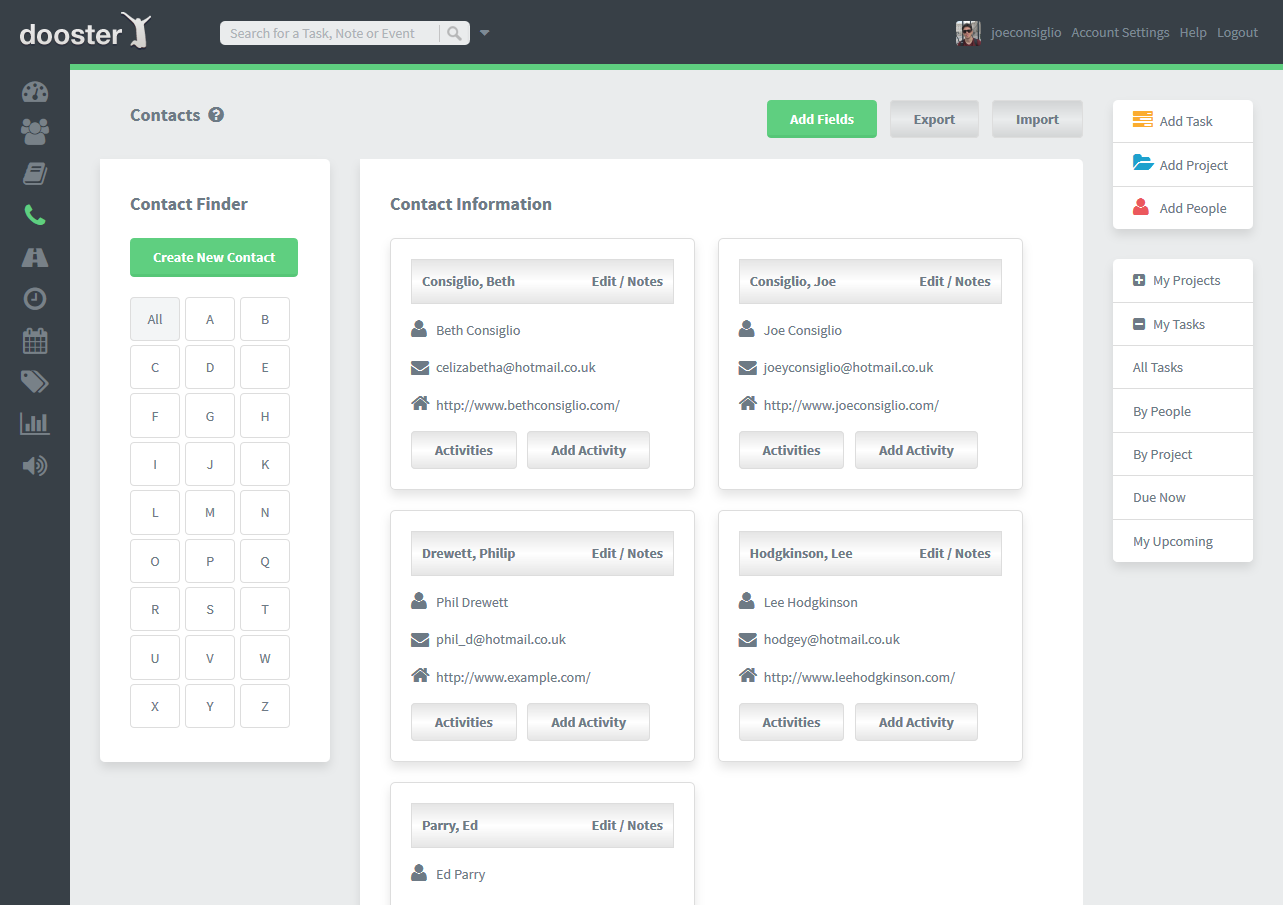 dooster
Search for a Task, Note or Event
joeconsiglio Account Settings Help Logout
Contacts
Add Fields
Export
Import
Contact Finder
Create New Contact
All A B
C D E
F G H
I J K
L M N
O P Q
R S T
U V W
X Y Z
Contact Information
Consiglio, Beth Edit / Notes
Beth Consiglio
celizabetha@hotmail.co.uk
http://www.bethconsiglio.com/
Activities Add Activity
Consiglio, Joe Edit / Notes
Joe Consiglio
joeyconsiglio@hotmail.co.uk
http://www.joeconsiglio.com/
Activities Add Activity
Drewett, Philip Edit / Notes
Phil Drewett
phil_d@hotmail.co.uk
http://www.example.com/
Activities Add Activity
Hodgkinson, Lee Edit / Notes
Lee Hodgkinson
hodgey@hotmail.co.uk
http://www.leehodgkinson.com/
Activities Add Activity
Parry, Ed Edit / Notes
Ed Parry
Add Task
Add Project
Add People
My Projects
My Tasks
All Tasks
By People
By Project
Due Now
My Upcoming